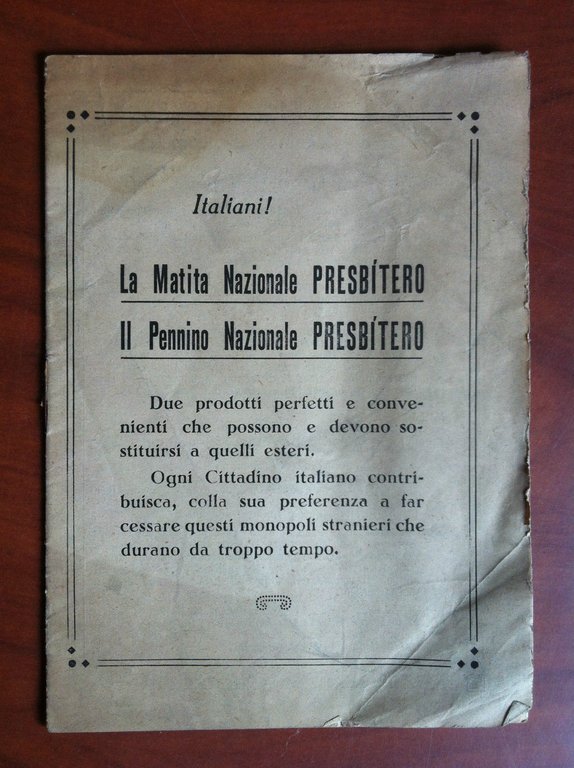 Italiani!
La Matita Nazionale PRESBÍTERO
Il Pennino Nazionale PRESBÍTERO
Due prodotti perfetti e conve-
nienti che possono e devono so-
stituirsi a quelli esteri.
Ogni Cittadino italiano contri-
buisca, colla sua preferenza a far
cessare questi monopoli stranieri che
durano da troppo tempo.